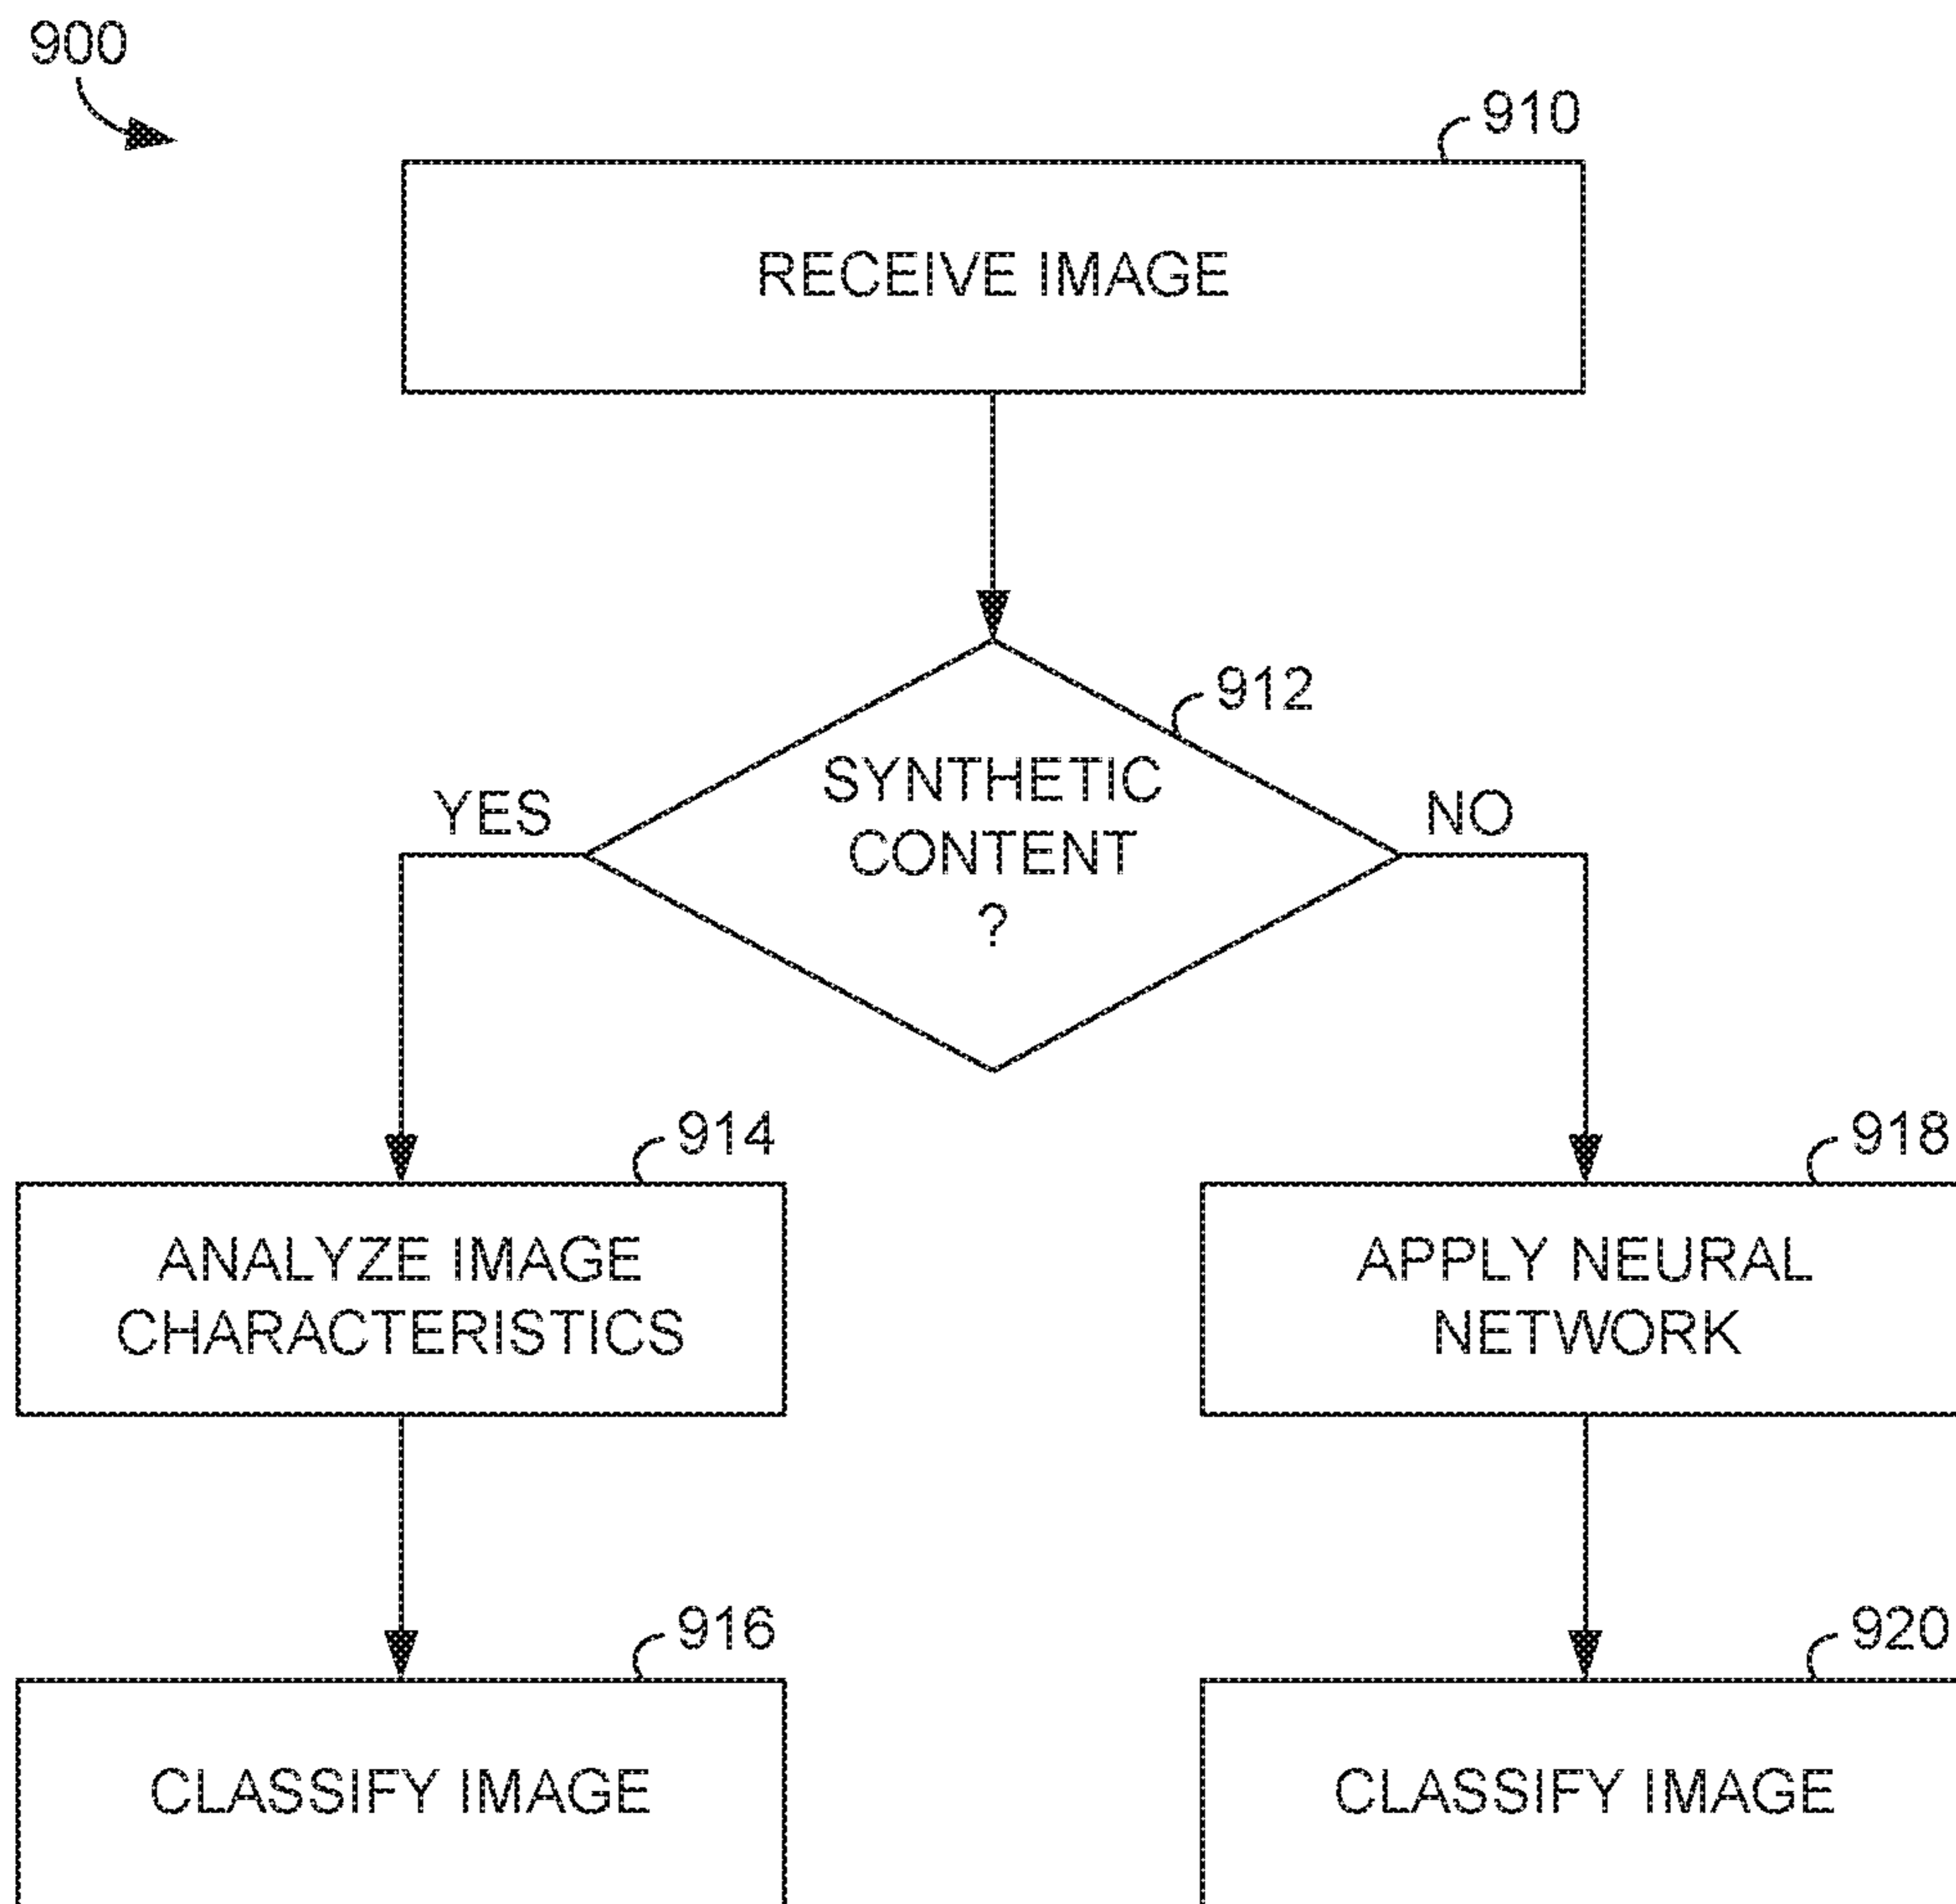 900
910
RECEIVE IMAGE
912
SYNTHETIC
CONTENT
?
YES
NO
914
ANALYZE IMAGE
CHARACTERISTICS
918
APPLY NEURAL
NETWORK
916
CLASSIFY IMAGE
920
CLASSIFY IMAGE